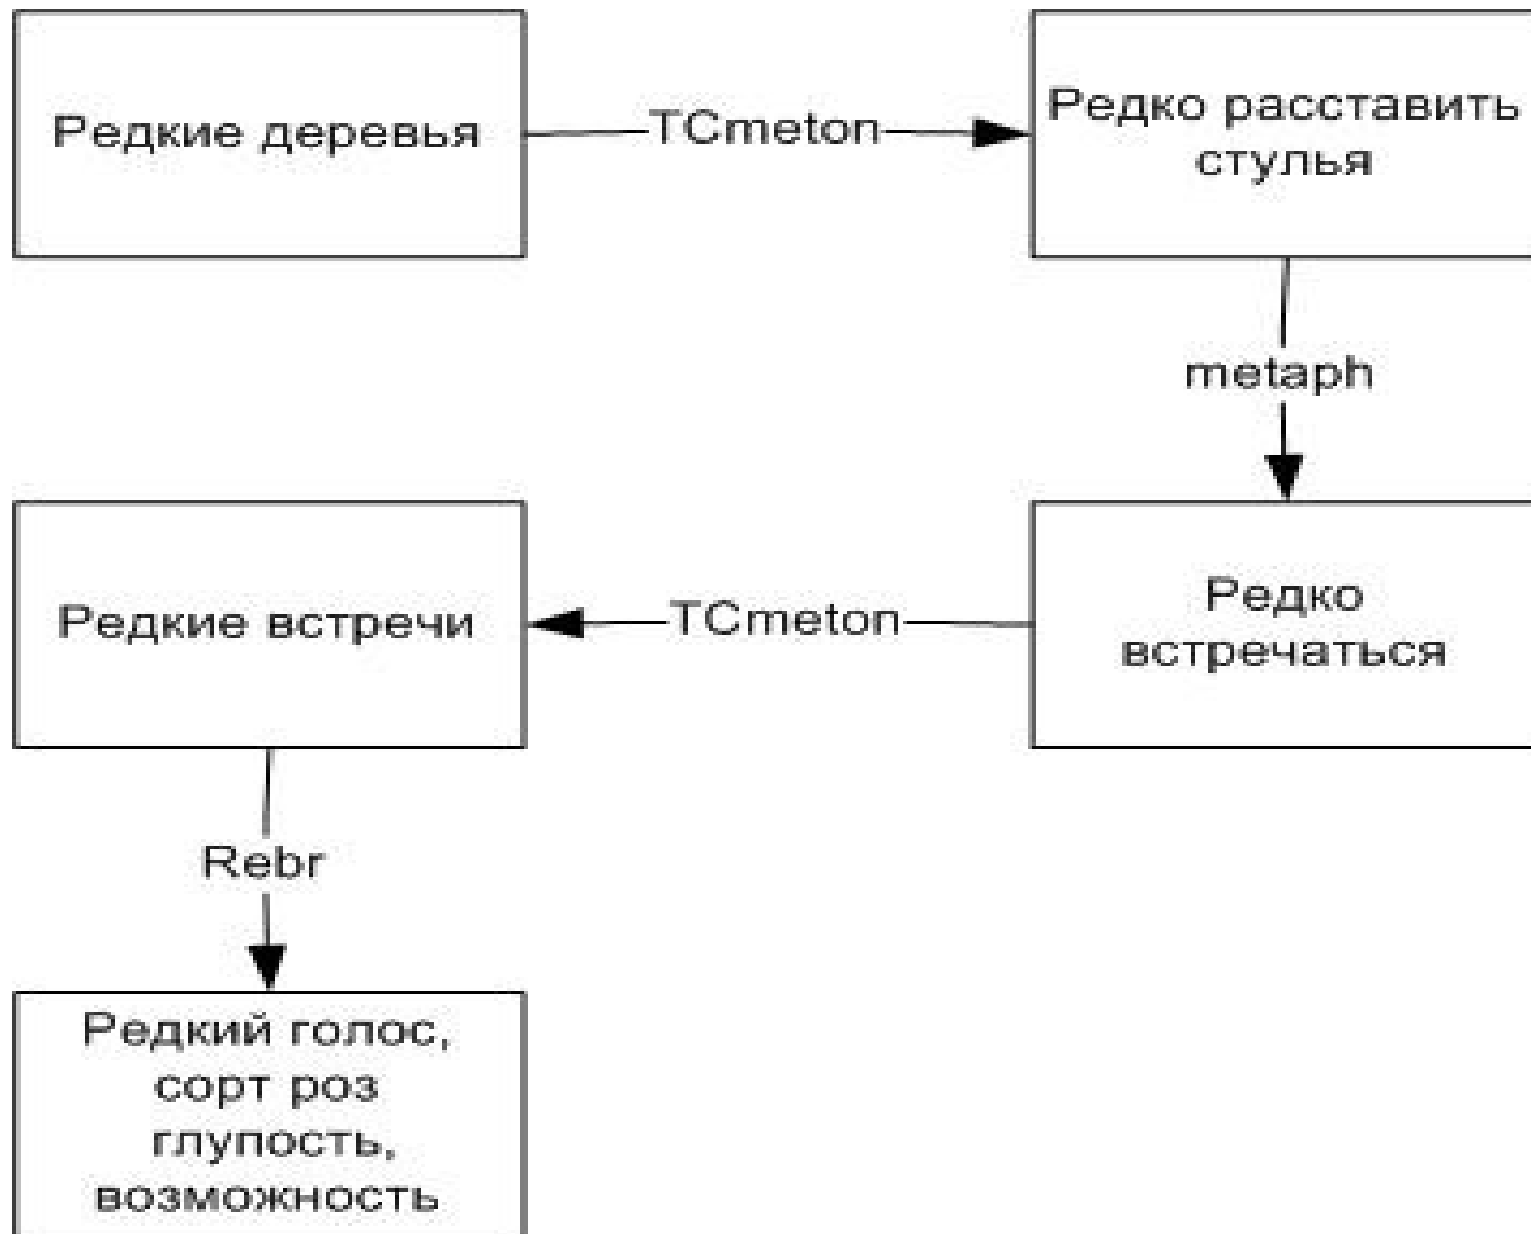 Редкие деревья
TCmeton
Редко расставить
стулья
metaph
Редко
встречаться
TCmeton
Редкие встречи
Rebr
Редкий голос,
сорт роз
глупость,
возможность